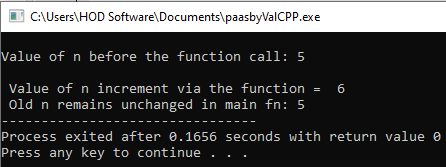 C:\Users\HOD Software\Documents\paasbyValCPP.exe
Value of n before the function call: 5
Value of n increment via the function =  6
Old n remains unchanged in main fn: 5
--------------------------------
Process exited after 0.1656 seconds with return value 0
Press any key to continue . . .